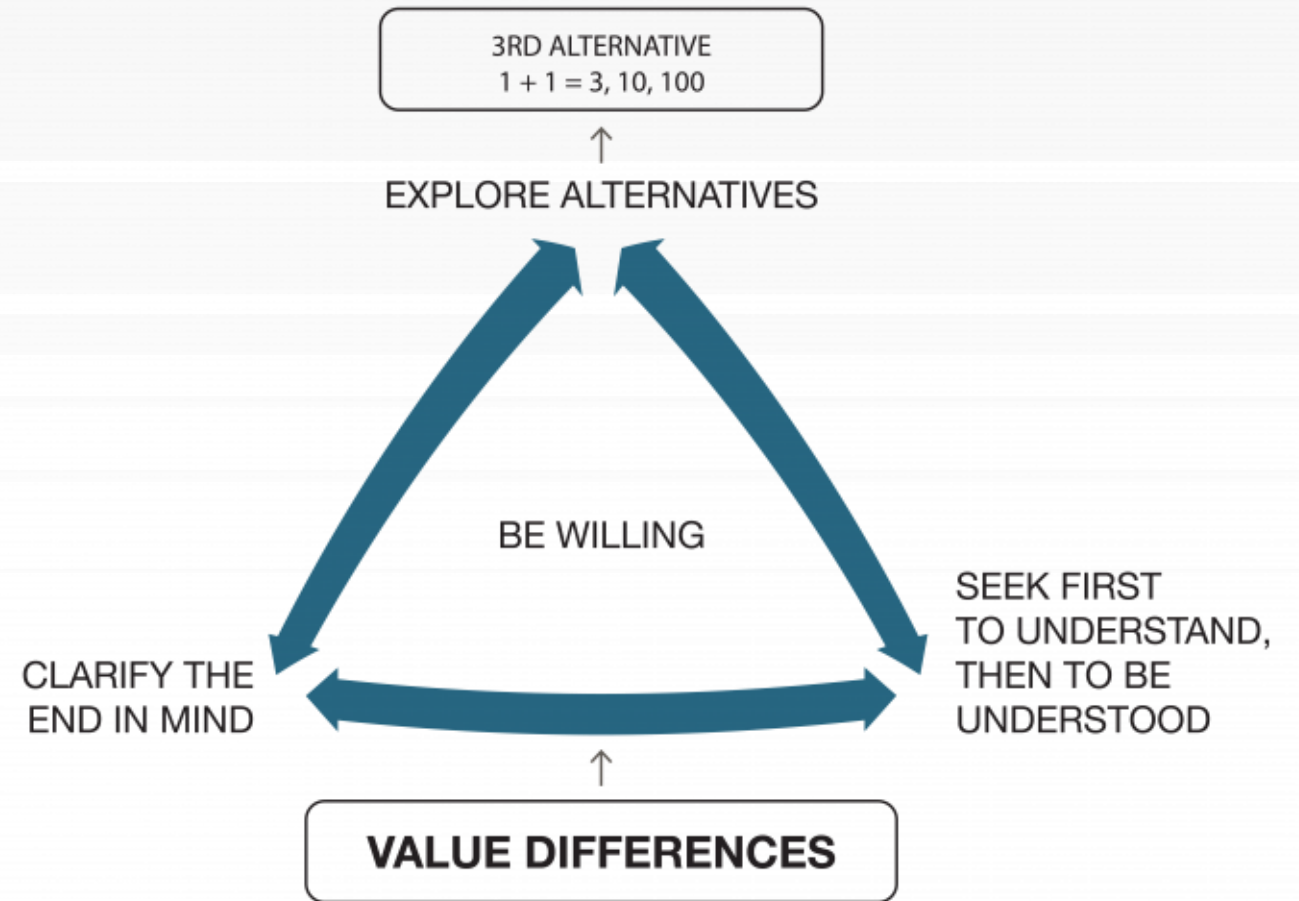 3RD ALTERNATIVE
1 + 1 = 3, 10, 100
EXPLORE ALTERNATIVES
BE WILLING
CLARIFY THE
END IN MIND
SEEK FIRST
TO UNDERSTAND,
THEN TO BE
UNDERSTOOD
VALUE DIFFERENCES